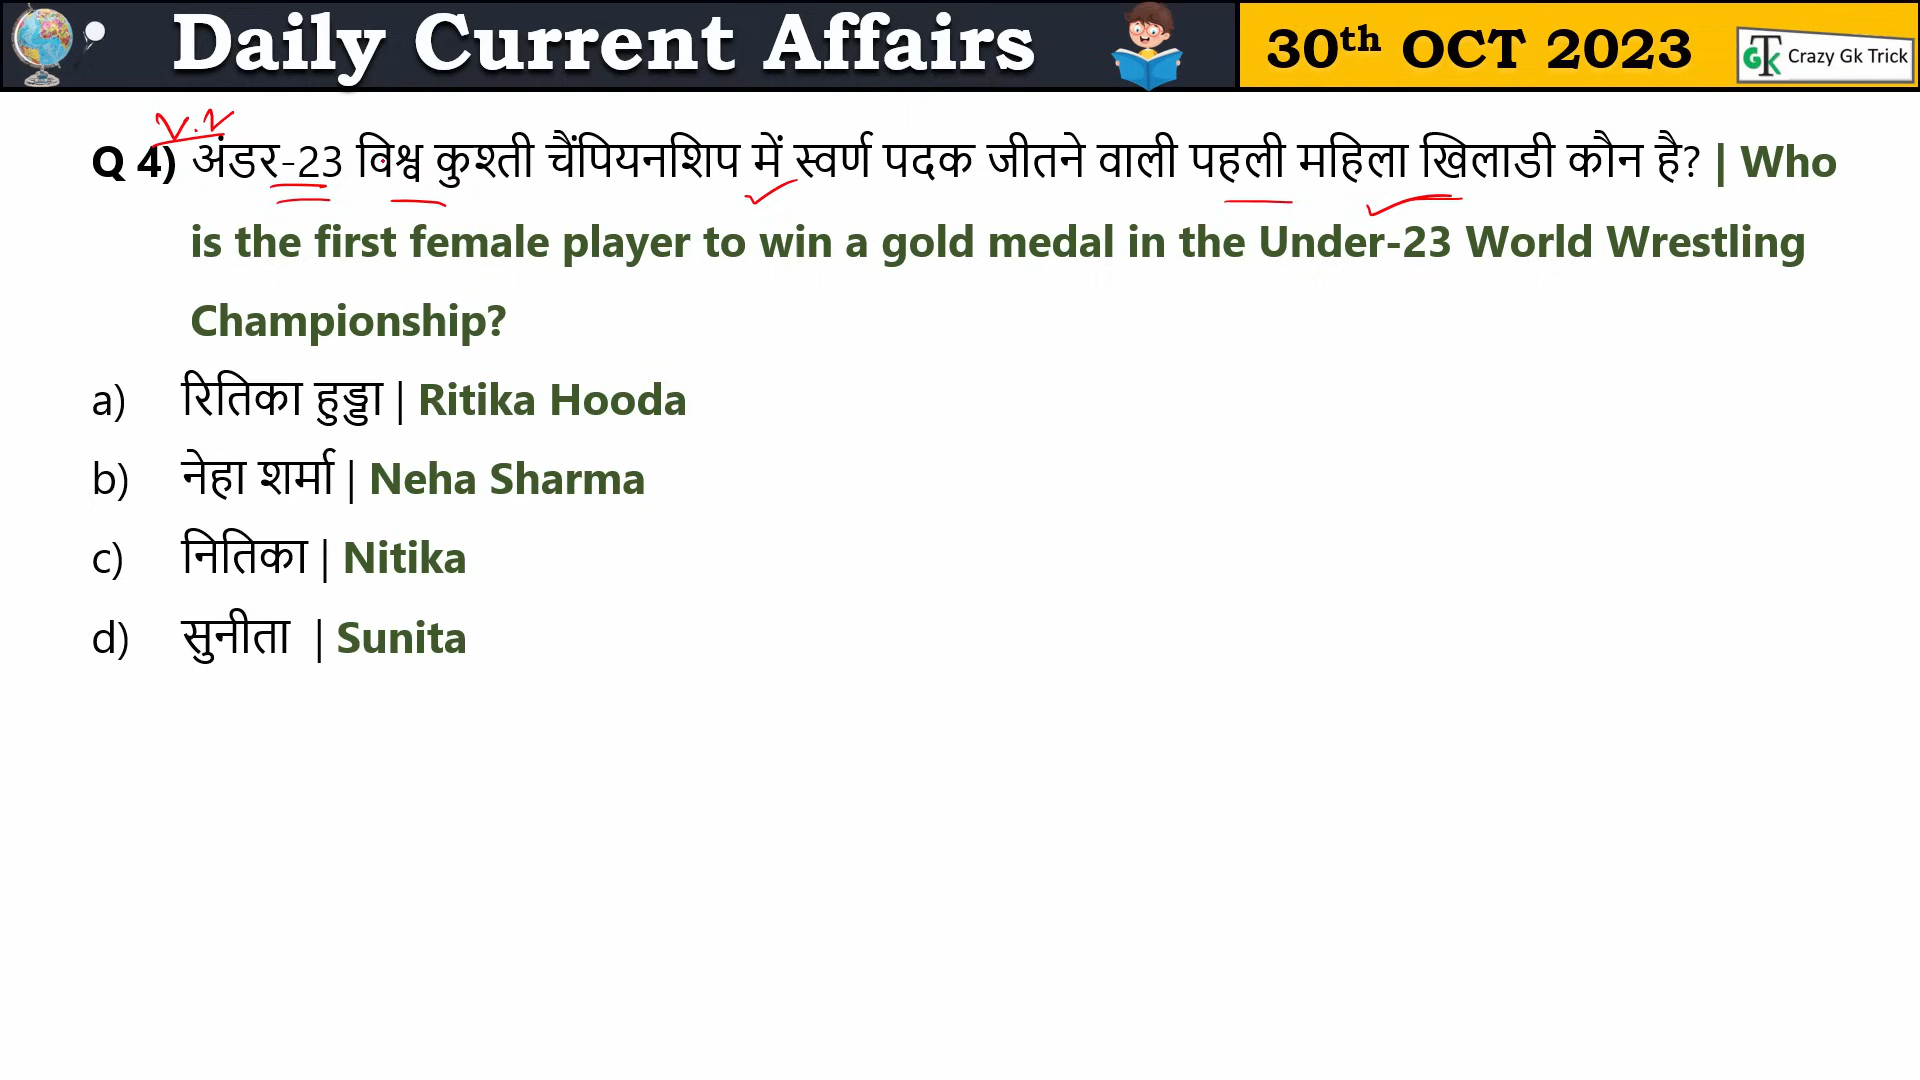 Daily Current Affairs
30th OCT 2023
GTK Crazy Gk Trick
V.V
Q 4) अंडर-23 विश्व कुश्ती चैंपियनशिप में स्वर्ण पदक जीतने वाली पहली महिला खिलाडी कौन है? | Who
is the first female player to win a gold medal in the Under-23 World Wrestling
Championship?
a) रितिका हुड्डा | Ritika Hooda
b) नेहा शर्मा | Neha Sharma
c) नितिका | Nitika
d) सुनीता | Sunita